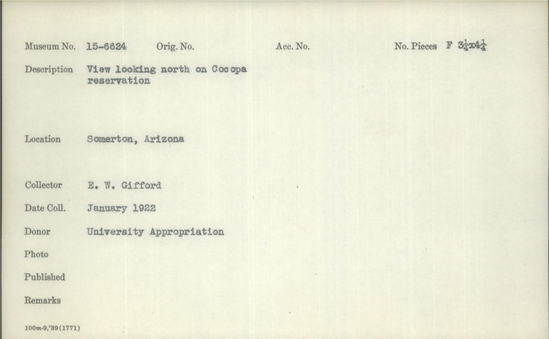 Museum No. 15-6624 Orig. No. Acc. No. No. Pieces F 3¼x4¼
Description View looking north on Cocopa
reservation
Location Somerton, Arizona
Collector E. W. Gifford
Date Coll. January 1922
Donor University Appropriation
Photo
Published
Remarks
100m-9,'39(1771)